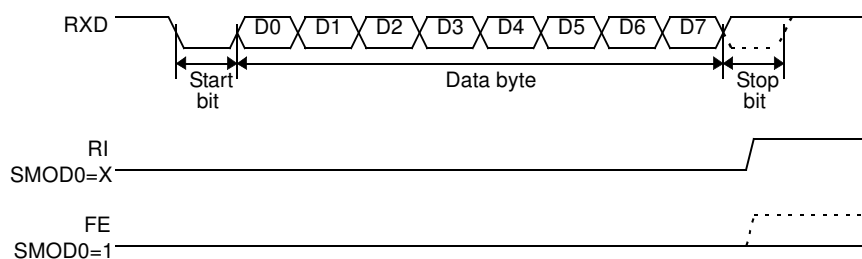 RXD D0 D1 D2 D3 D4 D5 D6 D7
Start bit
Data byte
Stop bit
RI
SMOD0=X
FE
SMOD0=1